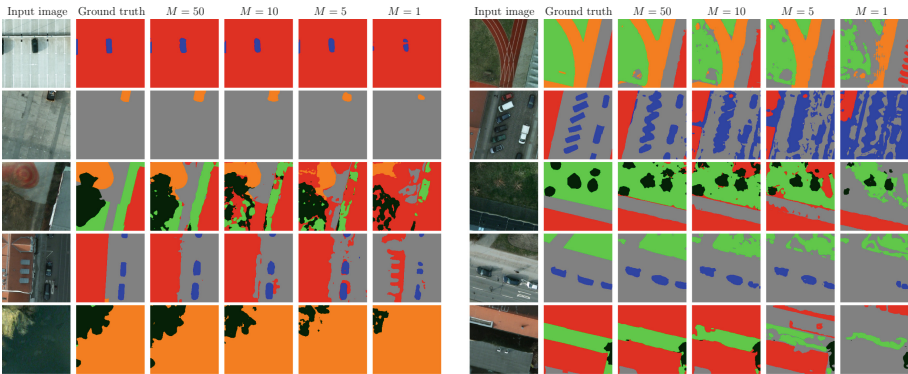 Input image Ground truth M = 50 M = 10 M = 5 M = 1 Input image Ground truth M = 50 M = 10 M = 5 M = 1